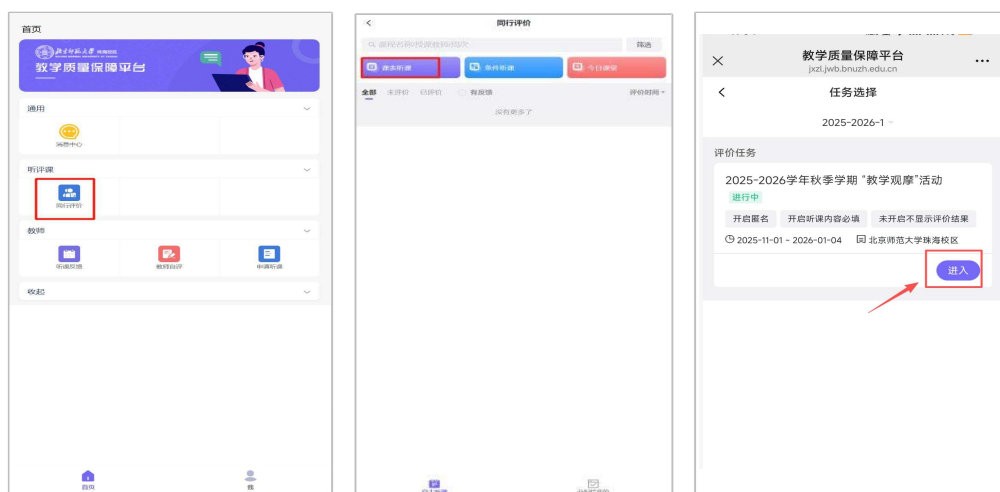 首页
北京师范大学 珠海校区
教学质量保障平台
通用
消息中心
听评课
同行评价
教师
听课反馈
教师自评
申请听课
收起
首页
我
同行评价
筛选
课表听课
条件听课
今日课堂
全部 未评价 已评价 有反馈
评价时间
没有更多了
教学质量保障平台
jxzl.jwb.bnuzh.edu.cn
任务选择
2025-2026-1
评价任务
2025-2026学年秋季学期 “教学观摩”活动
进行中
开启匿名 开启听课内容必填 未开启不显示评价结果
2025-11-01 ~ 2026-01-04 北京师范大学珠海校区
进入